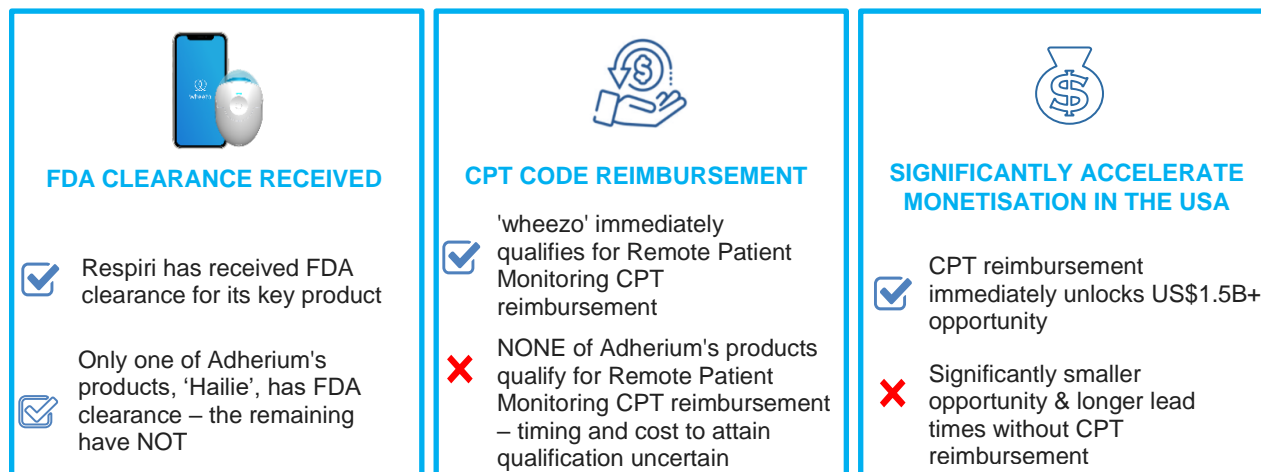 wheezo
FDA CLEARANCE RECEIVED
Respiri has received FDA
clearance for its key product
Only one of Adherium's
products, ‘Hailie’, has FDA
clearance – the remaining
have NOT
$
CPT CODE REIMBURSEMENT
'wheezo' immediately
qualifies for Remote Patient
Monitoring CPT
reimbursement
NONE of Adherium's products
qualify for Remote Patient
Monitoring CPT reimbursement
– timing and cost to attain
qualification uncertain
$
SIGNIFICANTLY ACCELERATE
MONETISATION IN THE USA
CPT reimbursement
immediately unlocks US$1.5B+
opportunity
Significantly smaller
opportunity & longer lead
times without CPT
reimbursement